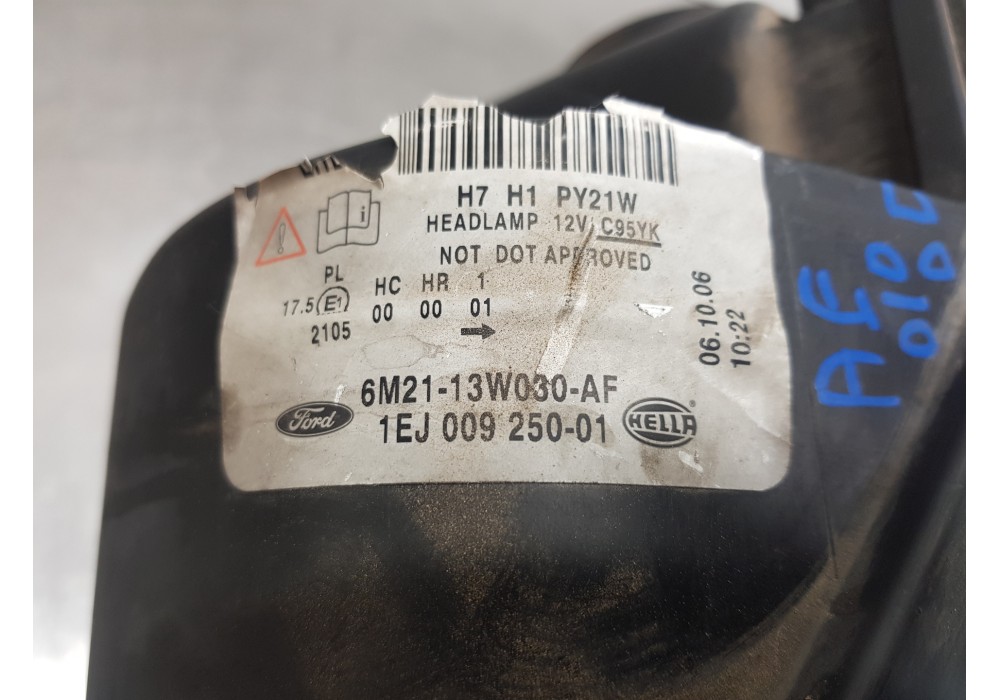 H7 H1 PY21W
HEADLAMP 12V C95YK
NOT DOT APPROVED
PL HC HR 1
17.5 E1 00 00 01
2105
6M21-13W030-AF
Ford 1EJ 009 250-01 HELLA®
06.10.06
10:22